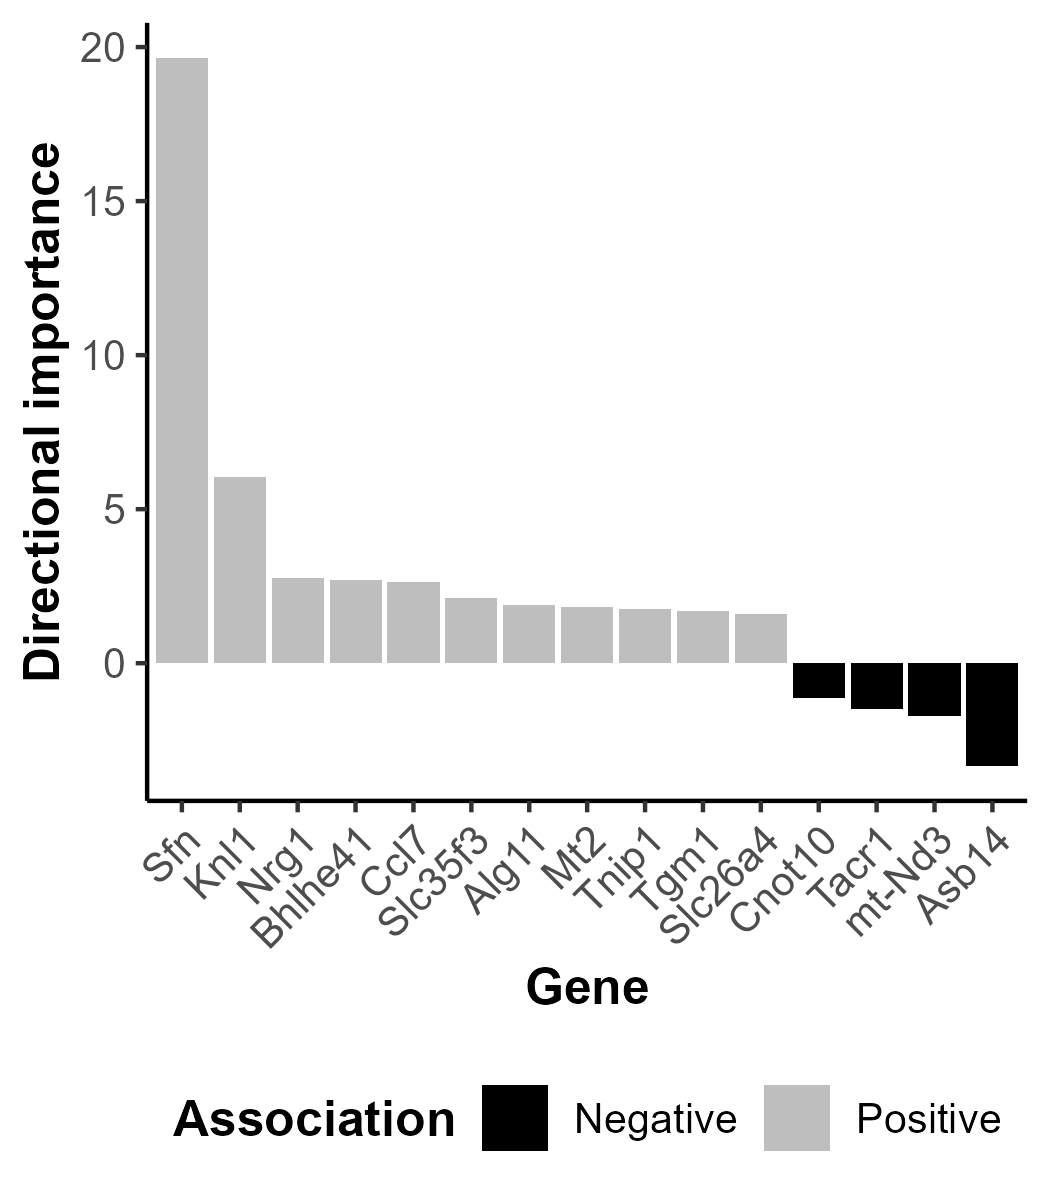 Directional importance
20
15
10
5
0
Sfn
Knl1
Nrg1
Bhlhe41
Ccl7
Slc35f3
Alg11
Mt2
Tnip1
Tgm1
Slc26a4
Cnot10
Tacr1
mt-Nd3
Asb14
Gene
Association Negative Positive